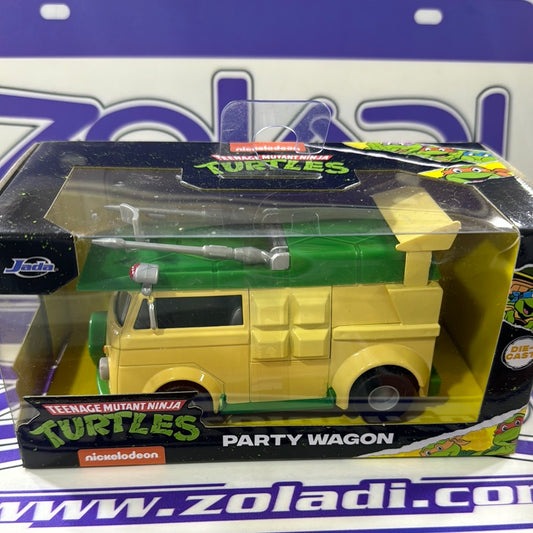 zoladi
nickelodeon
TEENAGE MUTANT NINJA
TURTLES
Jada
DIE-
CAST
TEENAGE MUTANT NINJA
TURTLES
nickelodeon
PARTY WAGON
www.zoladi.com